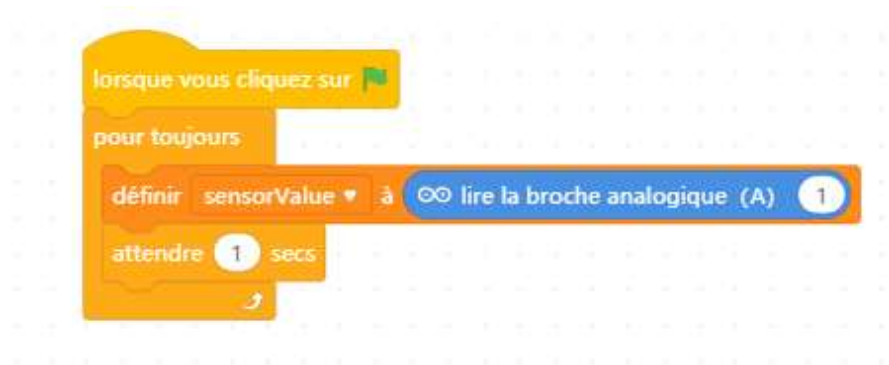 lorsque vous cliquez sur
pour toujours
définir sensorValue à lire la broche analogique (A) 1
attendre 1 secs